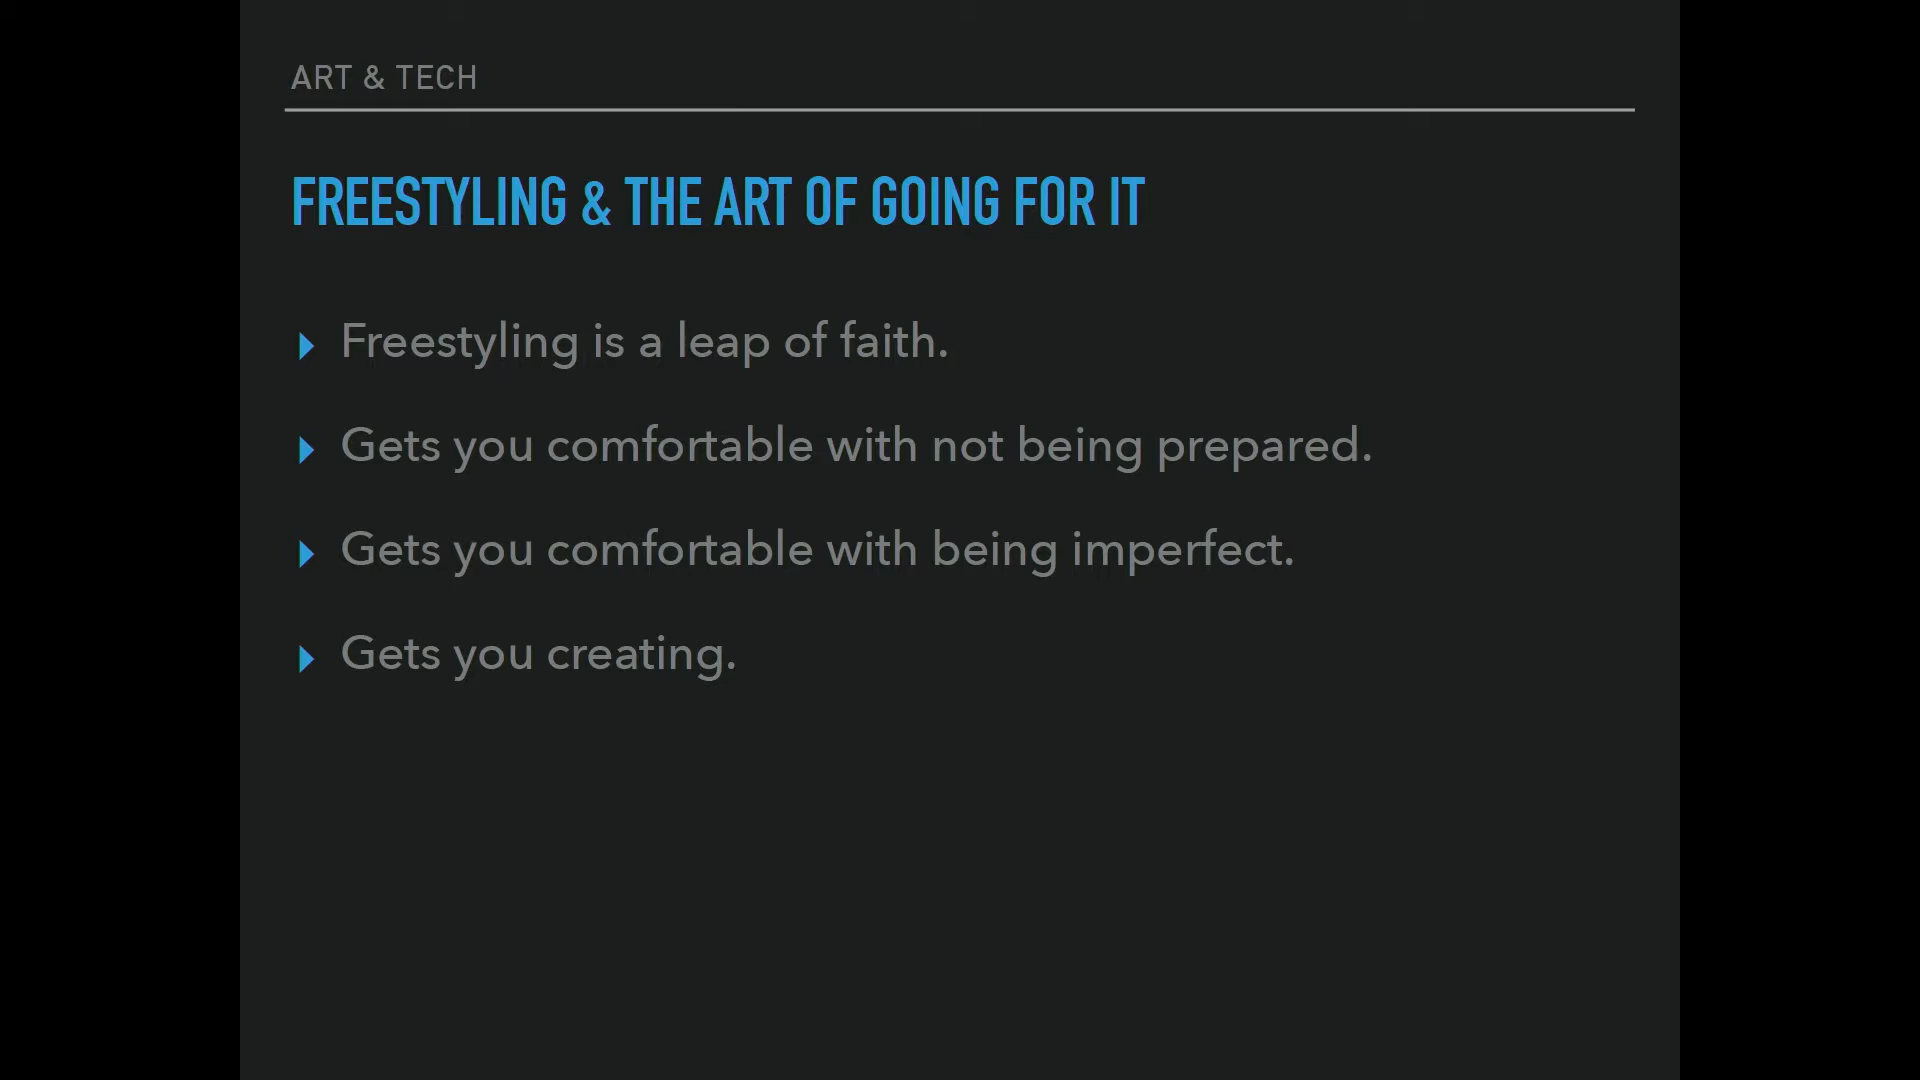 ART & TECH
FREESTYLING & THE ART OF GOING FOR IT
Freestyling is a leap of faith.
Gets you comfortable with not being prepared.
Gets you comfortable with being imperfect.
Gets you creating.